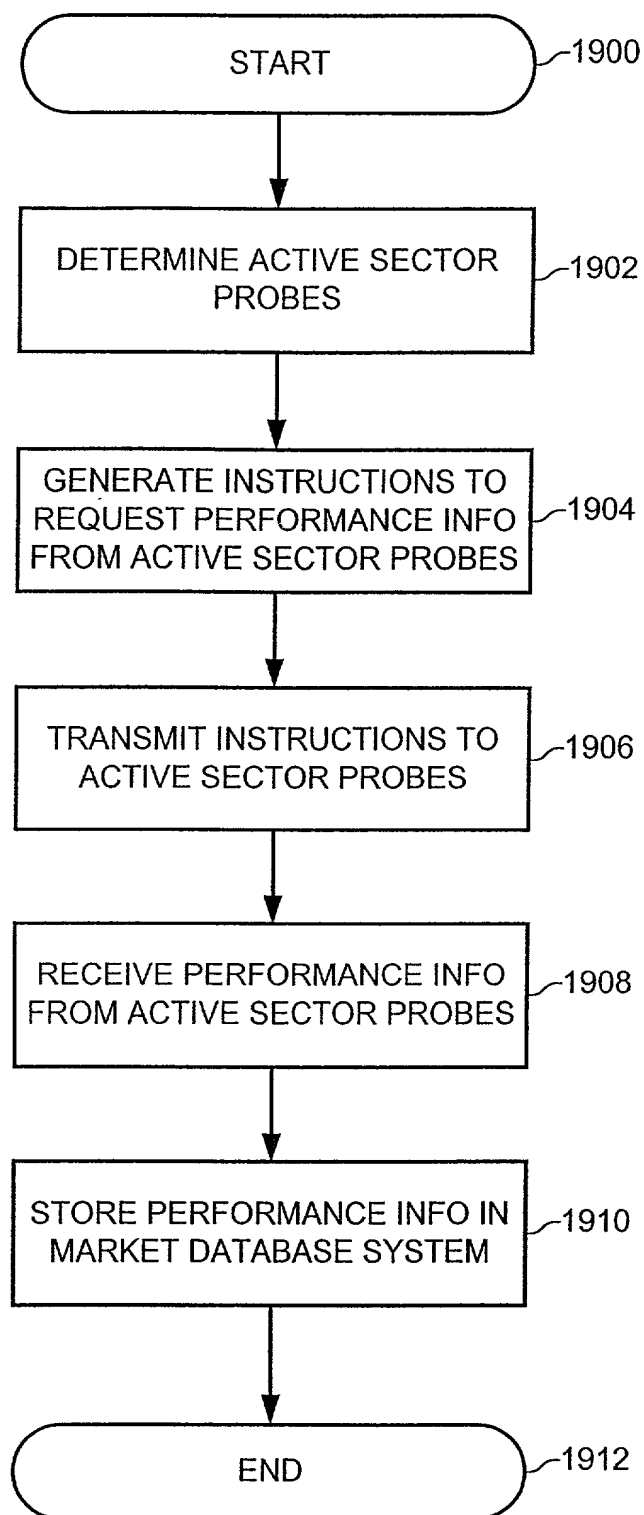 START
1900
DETERMINE ACTIVE SECTOR
PROBES
1902
GENERATE INSTRUCTIONS TO
REQUEST PERFORMANCE INFO
FROM ACTIVE SECTOR PROBES
1904
TRANSMIT INSTRUCTIONS TO
ACTIVE SECTOR PROBES
1906
RECEIVE PERFORMANCE INFO
FROM ACTIVE SECTOR PROBES
1908
STORE PERFORMANCE INFO IN
MARKET DATABASE SYSTEM
1910
END
1912